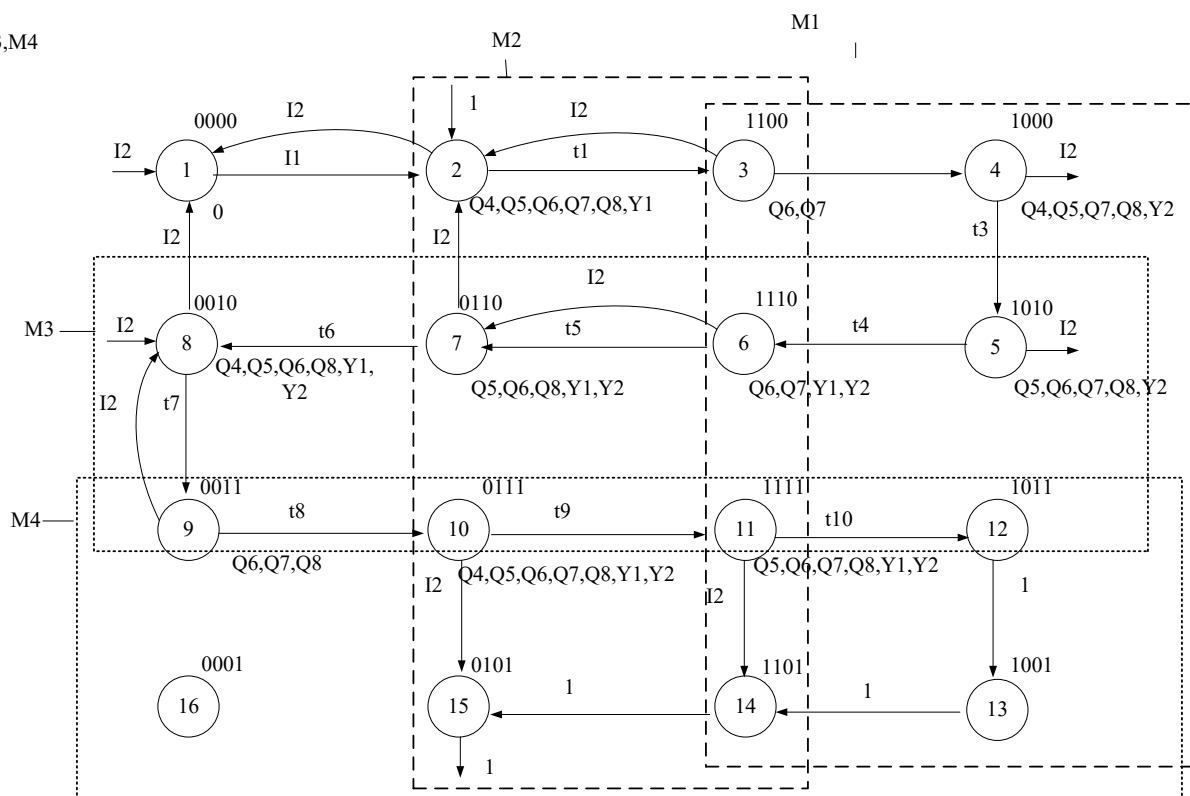 M1
,M4
M2
0000
I2
1
I2
1100
1000
I2
1
I1
2
t1
3
4
I2
0
Q4,Q5,Q6,Q7,Q8,Y1
Q6,Q7
Q4,Q5,Q7,Q8,Y2
I2
I2
t3
0010
0110
I2
1110
1010
M3
I2
8
t6
7
t5
6
t4
5
I2
Q4,Q5,Q6,Q8,Y1,
Y2
Q5,Q6,Q8,Y1,Y2
Q6,Q7,Y1,Y2
Q5,Q6,Q7,Q8,Y2
I2
t7
0011
0111
1111
1011
M4
9
t8
10
t9
11
t10
12
Q6,Q7,Q8
Q4,Q5,Q6,Q7,Q8,Y1,Y2
Q5,Q6,Q7,Q8,Y1,Y2
I2
I2
1
0001
0101
1101
1001
16
15
1
14
1
13
1